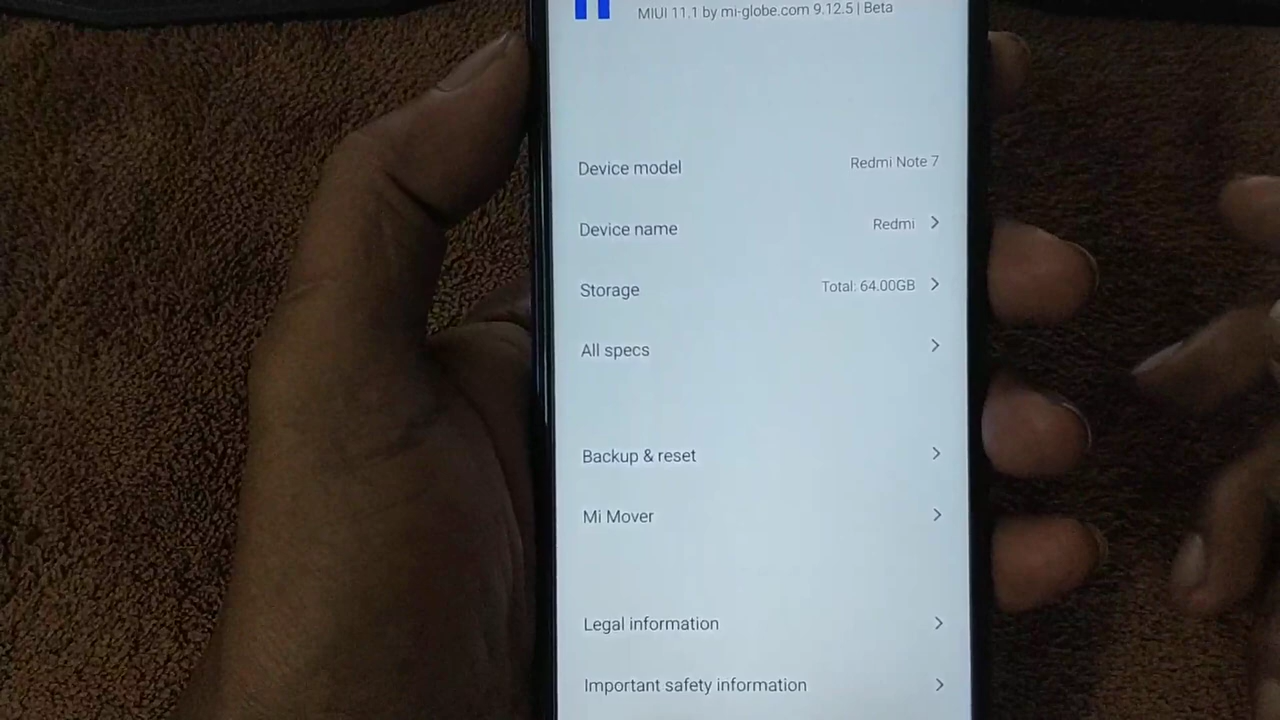 MIUI 11.1 by mi-globe.com 9.12.5 | Beta
Device model Redmi Note 7
Device name Redmi
Storage Total: 64.00GB
All specs
Backup & reset
Mi Mover
Legal information
Important safety information